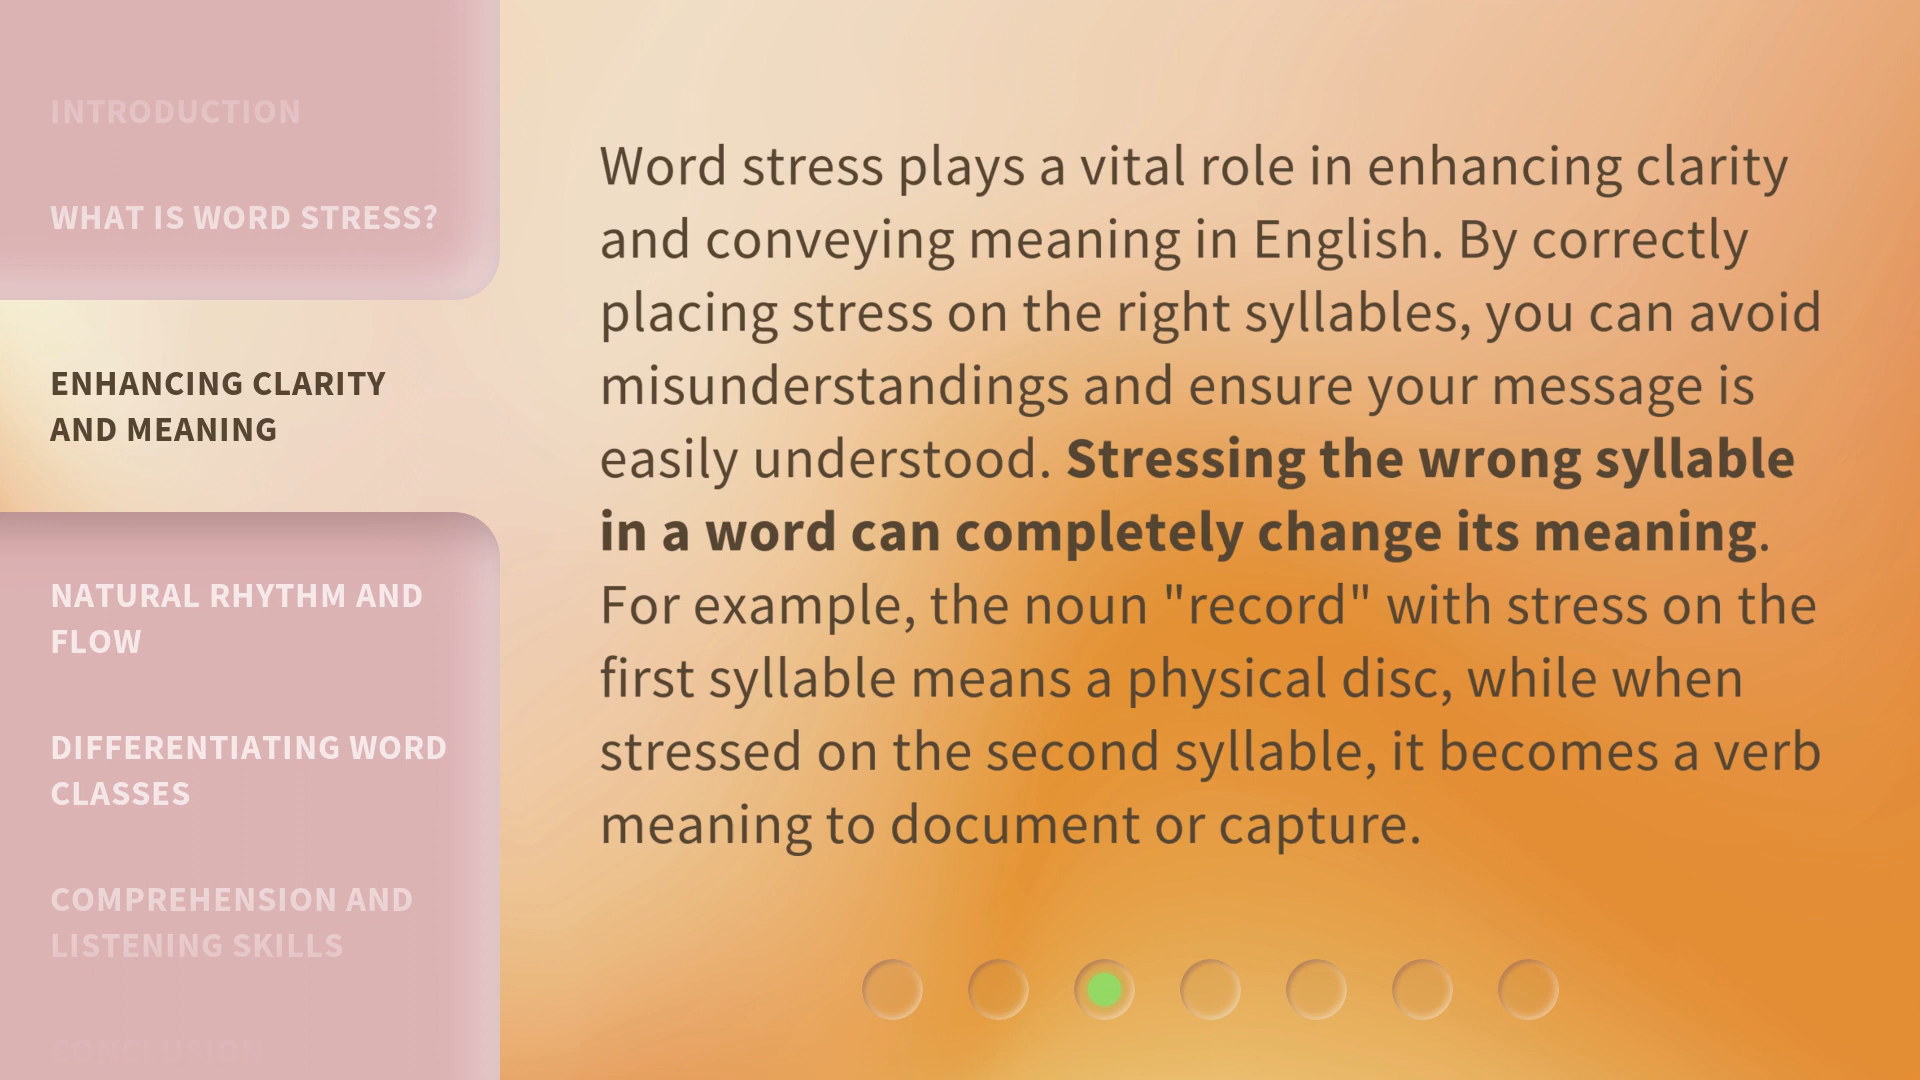 INTRODUCTION
WHAT IS WORD STRESS?
ENHANCING CLARITY
AND MEANING
NATURAL RHYTHM AND
FLOW
DIFFERENTIATING WORD
CLASSES
COMPREHENSION AND
LISTENING SKILLS
CONCLUSION
Word stress plays a vital role in enhancing clarity
and conveying meaning in English. By correctly
placing stress on the right syllables, you can avoid
misunderstandings and ensure your message is
easily understood. Stressing the wrong syllable
in a word can completely change its meaning.
For example, the noun "record" with stress on the
first syllable means a physical disc, while when
stressed on the second syllable, it becomes a verb
meaning to document or capture.